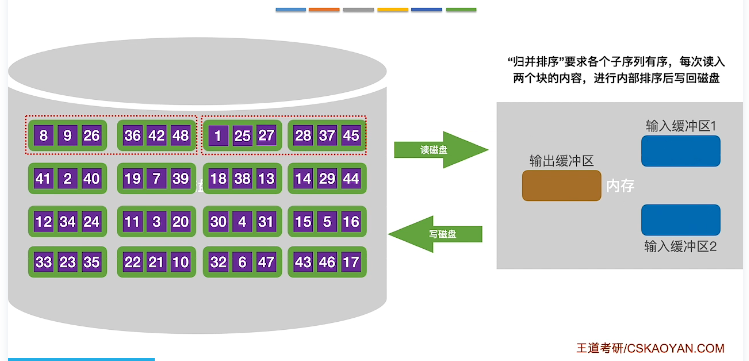 “归并排序”要求各个子序列有序，每次读入
两个块的内容，进行内部排序后写回磁盘
8 9 26 36 42 48 1 25 27 28 37 45
读磁盘
输入缓冲区1
输出缓冲区
内存
41 2 40 19 7 39 18 38 13 14 29 44
12 34 24 11 3 20 30 4 31 15 5 16
写磁盘
输入缓冲区2
33 23 35 22 21 10 32 6 47 43 46 17
王道考研/CSKAOYAN.COM